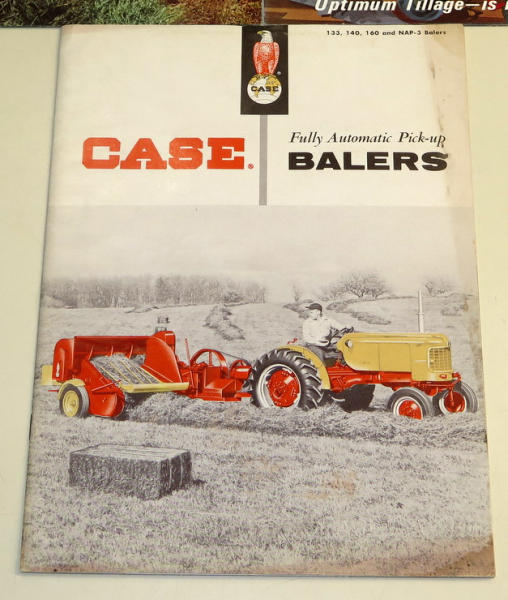 Optimum Tillage—is
133, 140, 160 and NAP-3 Balers
CASE
CASE.
Fully Automatic Pick-up
BALERS